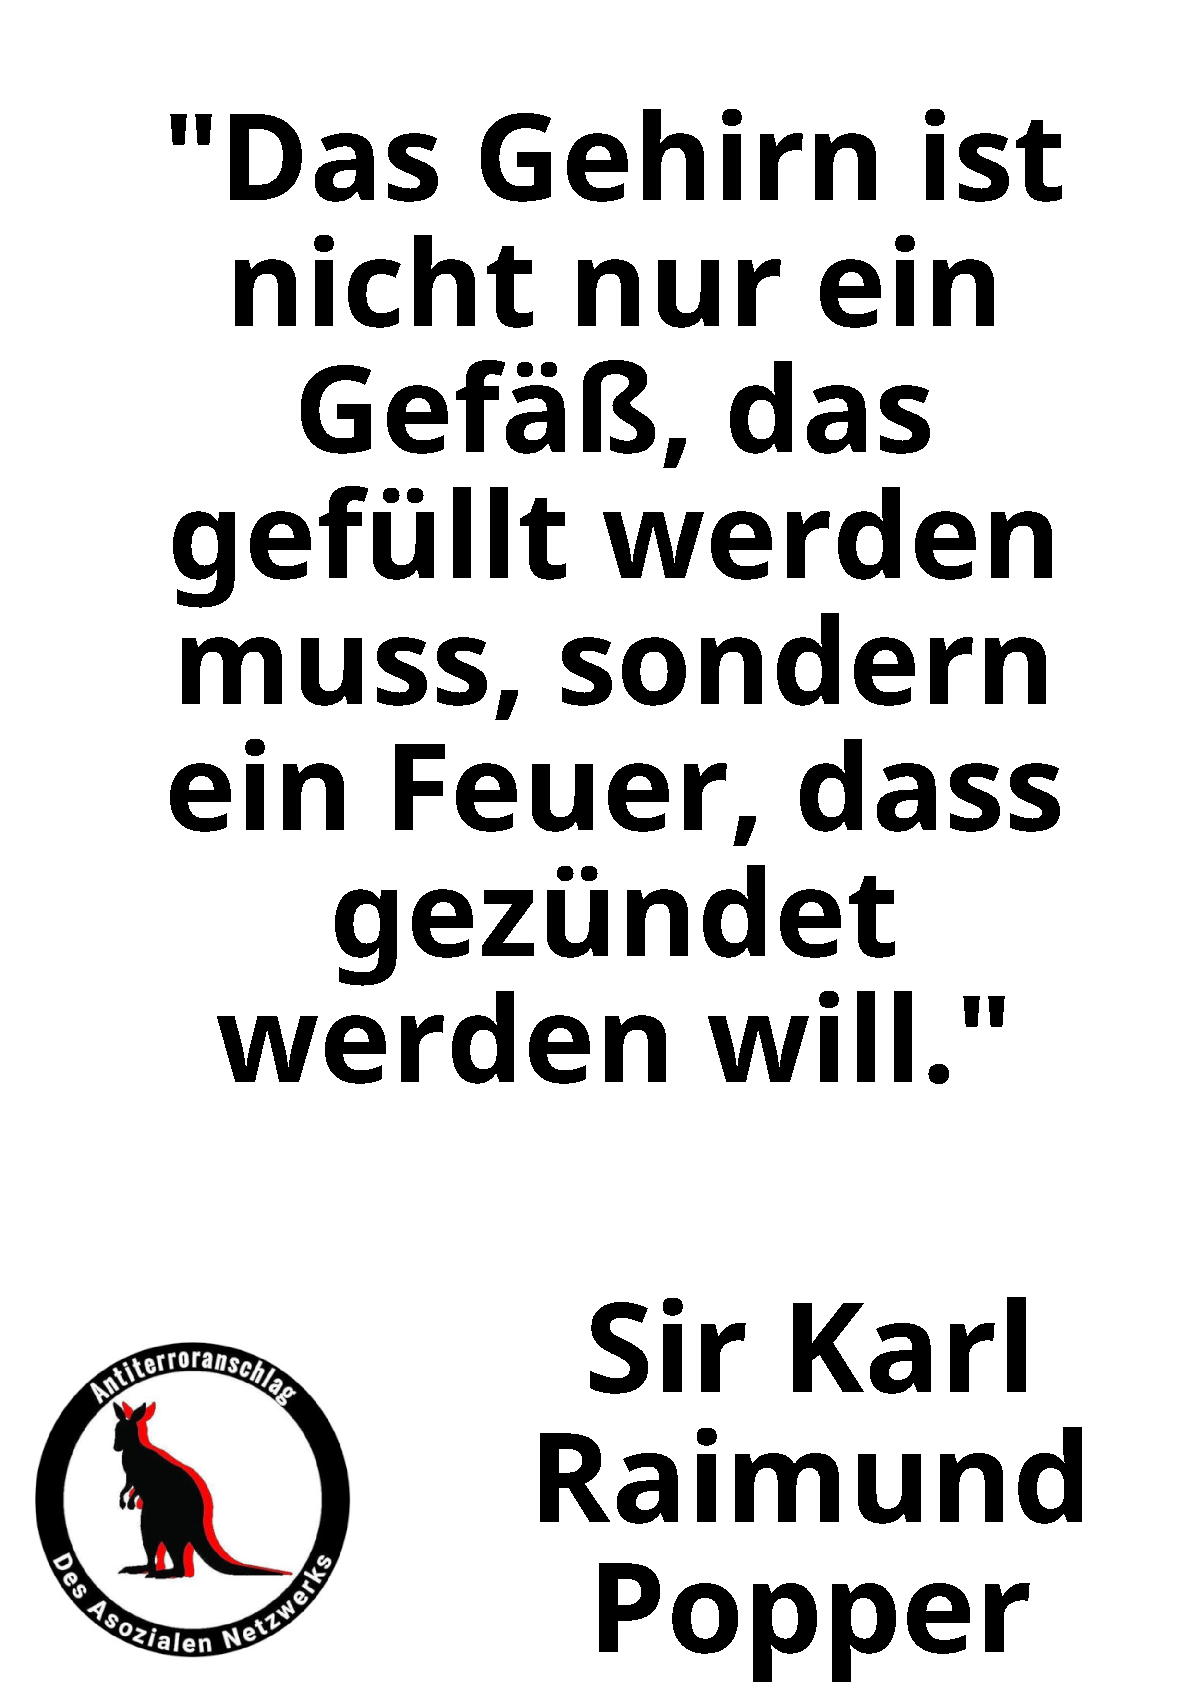 "Das Gehirn ist
nicht nur ein
Gefäß, das
gefüllt werden
muss, sondern
ein Feuer, dass
gezündet
werden will."
Sir Karl
Raimund
Popper
Antiterroranschlag
Des Asozialen Netzwerks